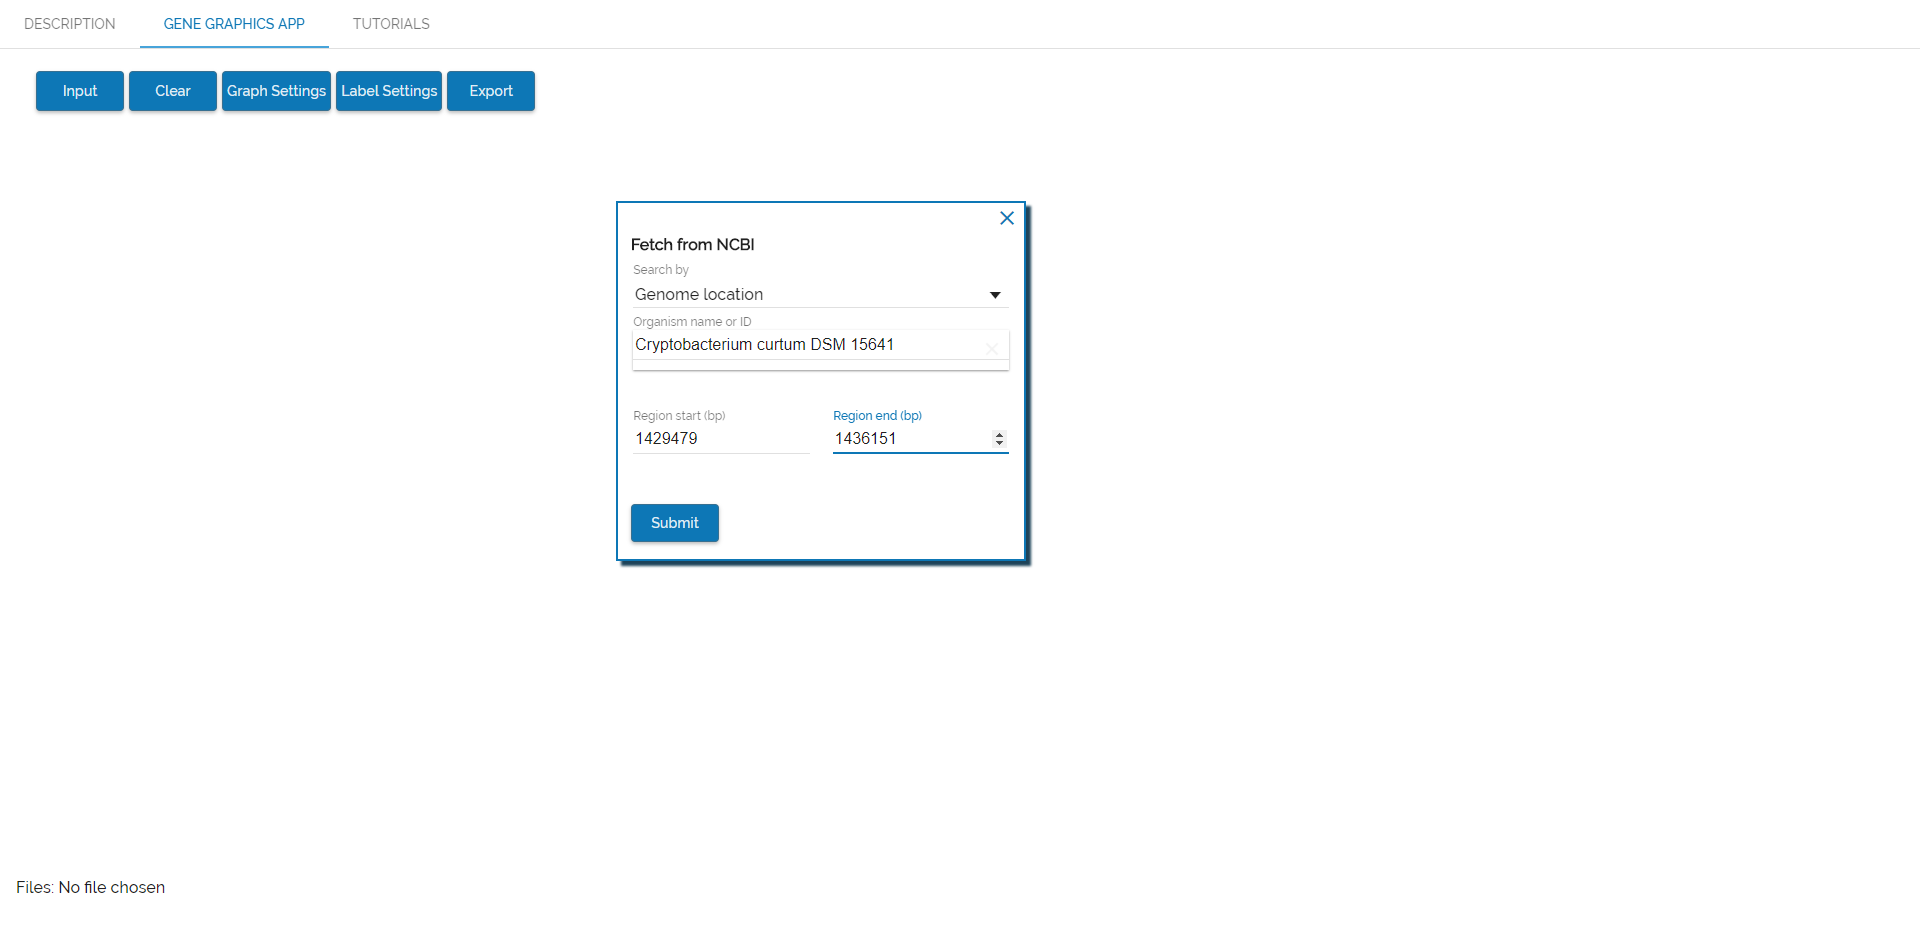 DESCRIPTION GENE GRAPHICS APP TUTORIALS
Input Clear Graph Settings Label Settings Export
Fetch from NCBI
Search by
Genome location
Organism name or ID
Cryptobacterium curtum DSM 15641
Region start (bp) Region end (bp)
1429479 1436151
Submit
Files: No file chosen